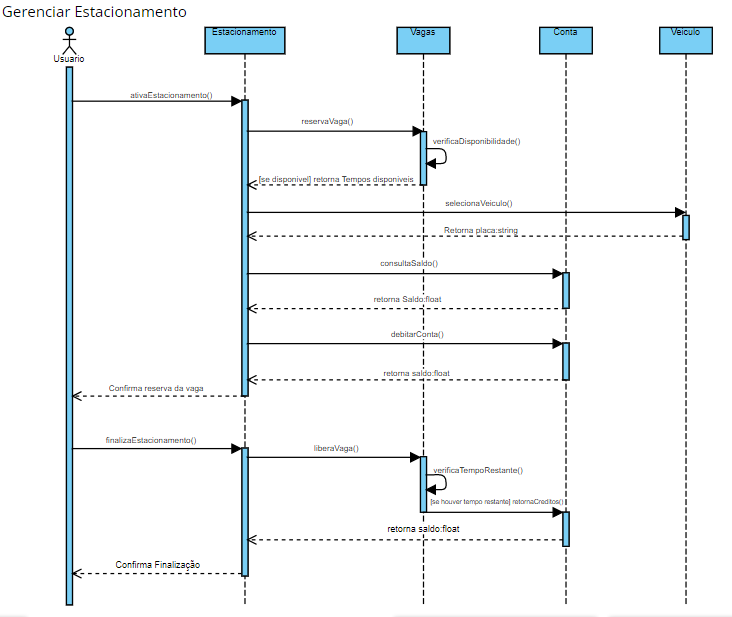 Gerenciar Estacionamento
Estacionamento
Vagas
Conta
Veiculo
Usuario
ativaEstacionamento()
reservaVaga()
verificaDisponibilidade()
[se disponivel] retorna Tempos disponiveis
selecionaVeiculo()
Retorna placa:string
consultaSaldo()
retorna Saldo:float
debitarConta()
retorna saldo:float
Confirma reserva da vaga
finalizaEstacionamento()
liberaVaga()
verificaTempoRestante()
[se houver tempo restante] retornaCreditos()
retorna saldo:float
Confirma Finalização